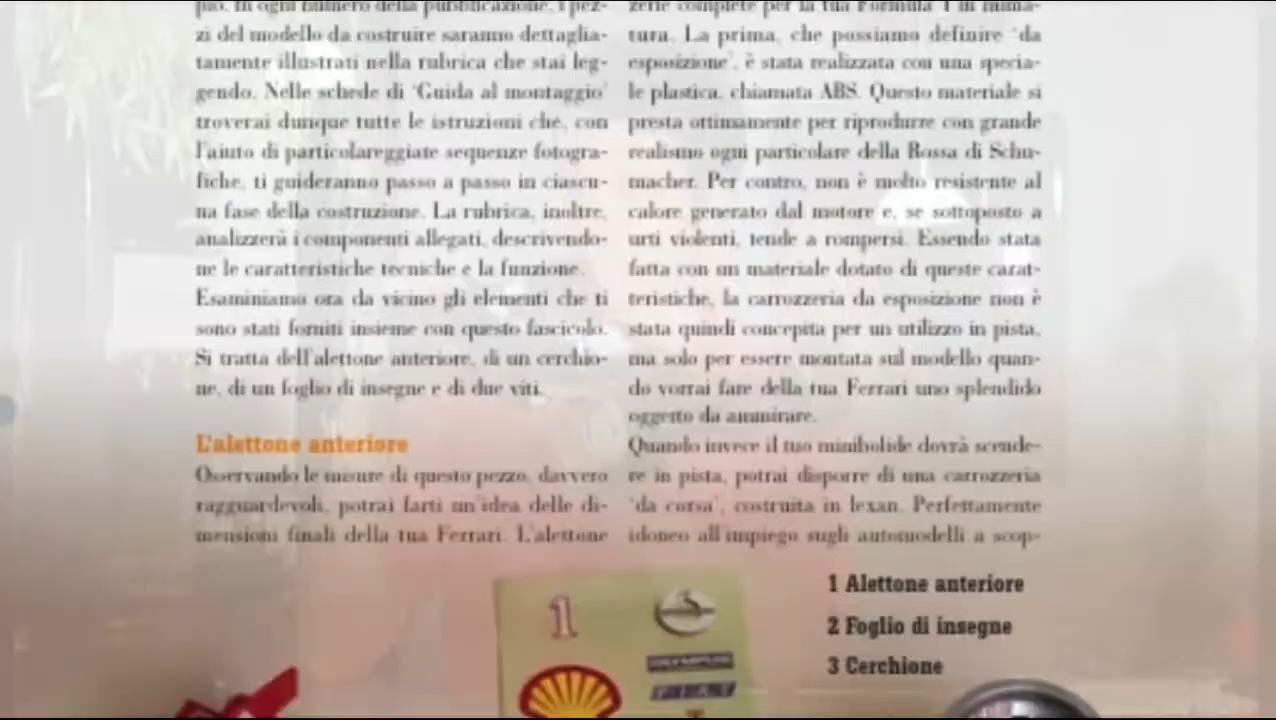 pio. In ogni numero della pubblicazione, i pez-
zi del modello da costruire saranno dettaglia-
tamente illustrati nella rubrica che stai leg-
gendo. Nelle schede di 'Guida al montaggio'
troverai dunque tutte le istruzioni che, con
l'aiuto di particolareggiate sequenze fotogra-
fiche, ti guideranno passo a passo in ciascu-
na fase della costruzione. La rubrica, inoltre,
analizzerà i componenti allegati, descrivendo-
ne le caratteristiche tecniche e la funzione.
Esaminiamo ora da vicino gli elementi che ti
sono stati forniti insieme con questo fascicolo.
Si tratta dell'alettone anteriore, di un cerchio-
ne, di un foglio di insegne e di due viti.
L'alettone anteriore
Osservando le misure di questo pezzo, davvero
ragguardevoli, potrai farti un'idea delle di-
mensioni finali della tua Ferrari. L'alettone
zerie complete per la tua Formula 1 in minia-
tura. La prima, che possiamo definire 'da
esposizione', è stata realizzata con una specia-
le plastica, chiamata ABS. Questo materiale si
presta ottimamente per riprodurre con grande
realismo ogni particolare della Rossa di Schu-
macher. Per contro, non è molto resistente al
calore generato dal motore e, se sottoposto a
urti violenti, tende a rompersi. Essendo stata
fatta con un materiale dotato di queste carat-
teristiche, la carrozzeria da esposizione non è
stata quindi concepita per un utilizzo in pista,
ma solo per essere montata sul modello quan-
do vorrai fare della tua Ferrari uno splendido
oggetto da ammirare.
Quando invece il tuo minibolide dovrà scende-
re in pista, potrai disporre di una carrozzeria
'da corsa', costruita in lexan. Perfettamente
idoneo all'impiego sugli automodelli a scop-
1
1 Alettone anteriore
2 Foglio di insegne
3 Cerchione